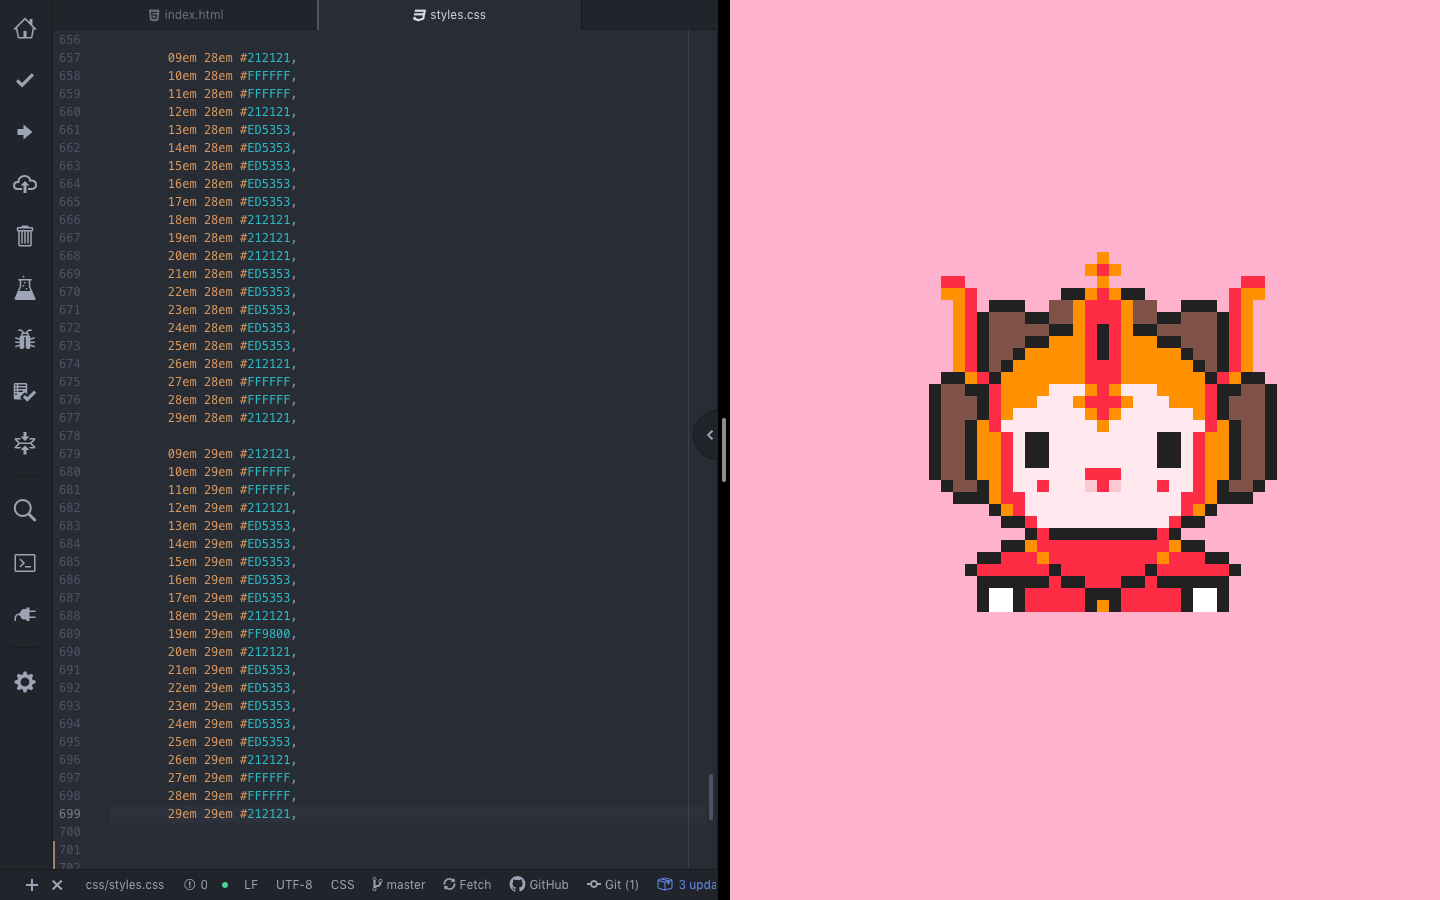 index.html
styles.css
656
657 09em 28em #212121,
658 10em 28em #FFFFFF,
659 11em 28em #FFFFFF,
660 12em 28em #212121,
661 13em 28em #ED5353,
662 14em 28em #ED5353,
663 15em 28em #ED5353,
664 16em 28em #ED5353,
665 17em 28em #ED5353,
666 18em 28em #212121,
667 19em 28em #212121,
668 20em 28em #212121,
669 21em 28em #ED5353,
670 22em 28em #ED5353,
671 23em 28em #ED5353,
672 24em 28em #ED5353,
673 25em 28em #ED5353,
674 26em 28em #212121,
675 27em 28em #FFFFFF,
676 28em 28em #FFFFFF,
677 29em 28em #212121,
678
679 09em 29em #212121,
680 10em 29em #FFFFFF,
681 11em 29em #FFFFFF,
682 12em 29em #212121,
683 13em 29em #ED5353,
684 14em 29em #ED5353,
685 15em 29em #ED5353,
686 16em 29em #ED5353,
687 17em 29em #ED5353,
688 18em 29em #212121,
689 19em 29em #FF9800,
690 20em 29em #212121,
691 21em 29em #ED5353,
692 22em 29em #ED5353,
693 23em 29em #ED5353,
694 24em 29em #ED5353,
695 25em 29em #ED5353,
696 26em 29em #212121,
697 27em 29em #FFFFFF,
698 28em 29em #FFFFFF,
699 29em 29em #212121,
700
701
702
css/styles.css 0 LF UTF-8 CSS master Fetch GitHub Git (1) 3 upda